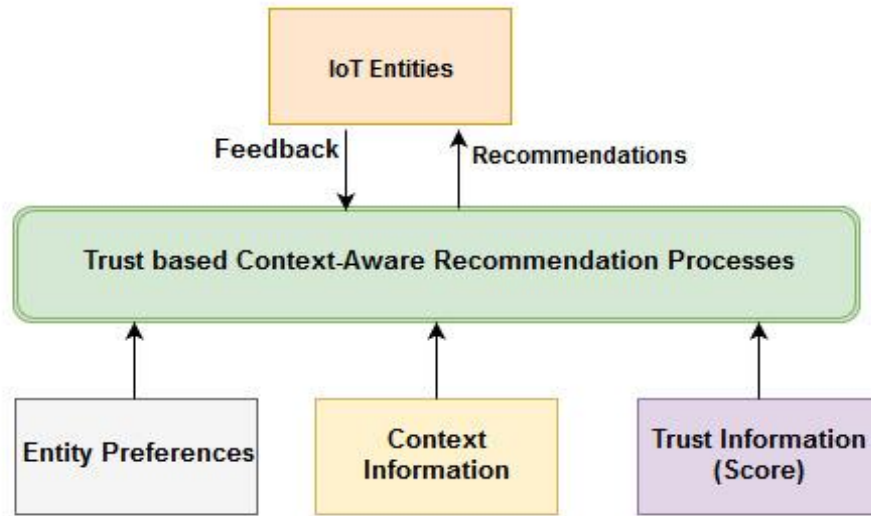 IoT Entities
Feedback
Recommendations
Trust based Context-Aware Recommendation Processes
Entity Preferences
Context
Information
Trust Information
(Score)